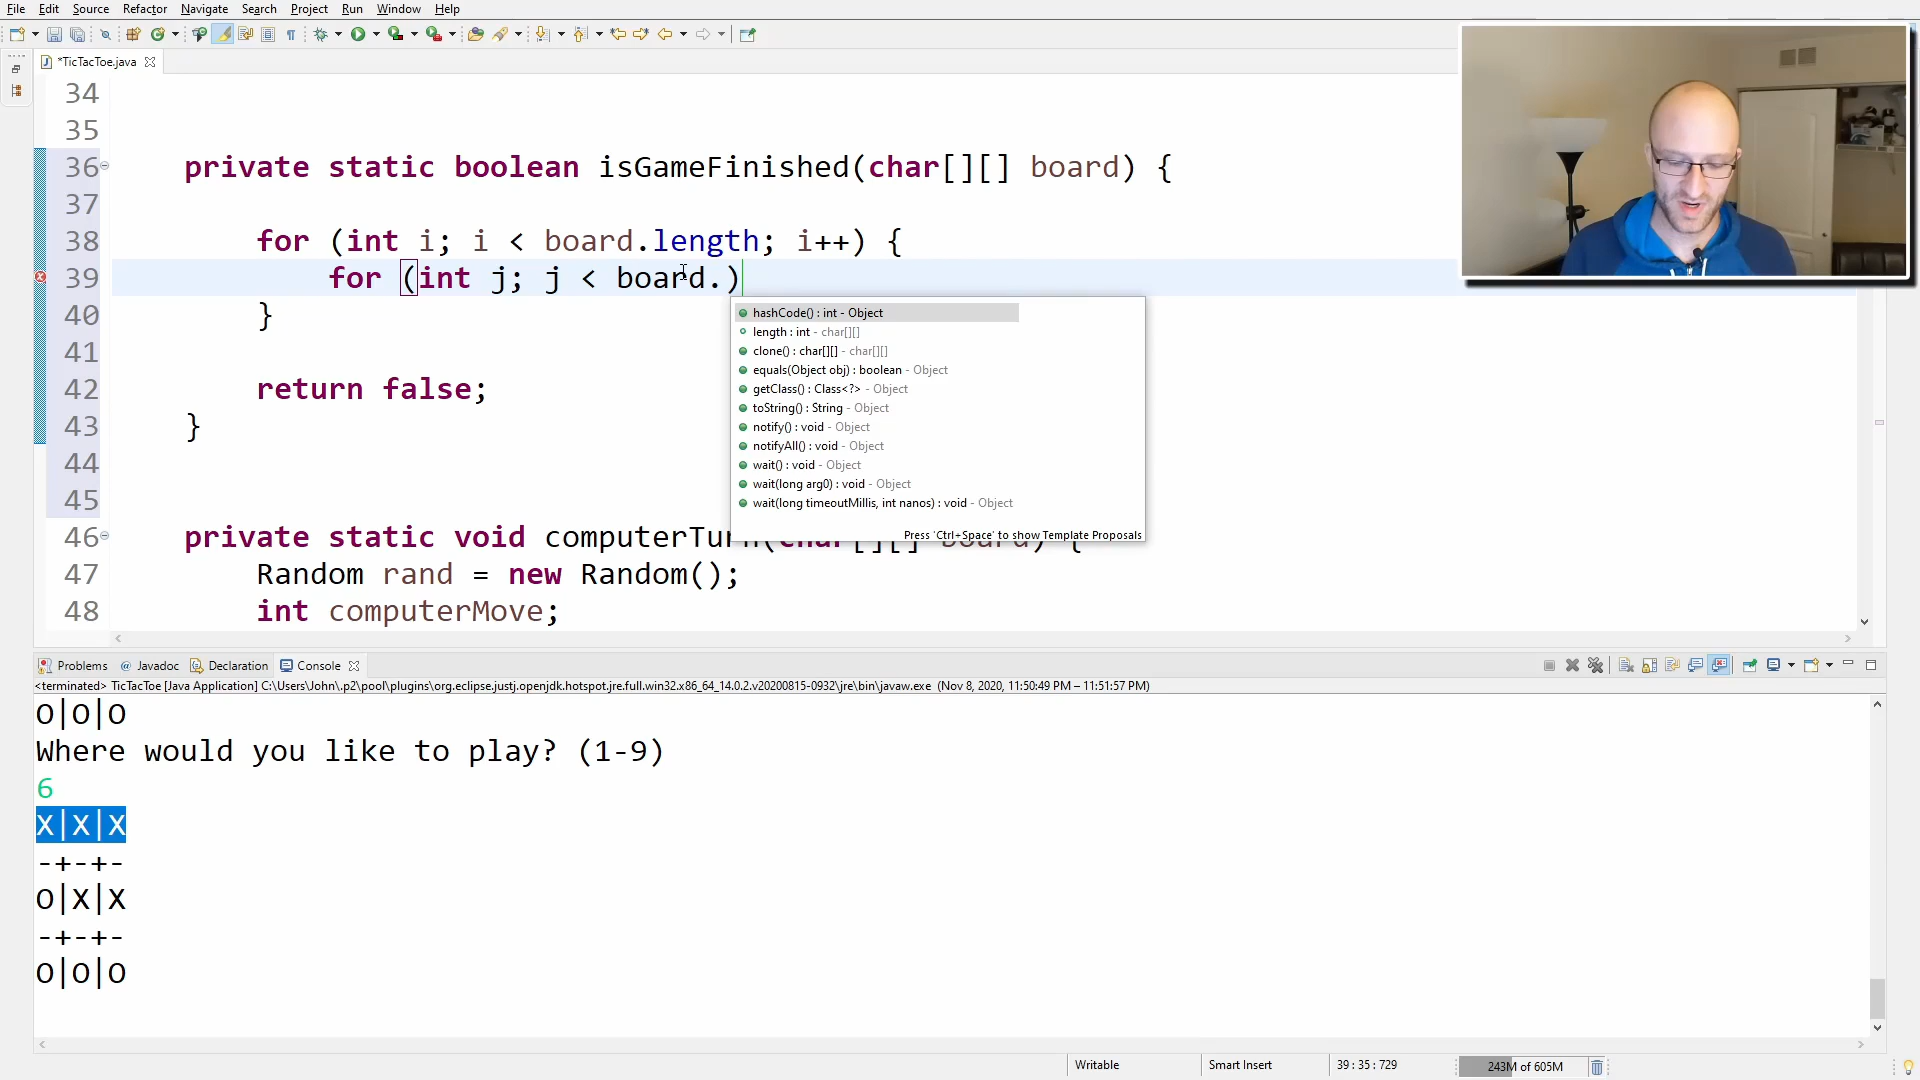 File Edit Source Refactor Navigate Search Project Run Window Help
*TicTacToe.java
34
35
36 private static boolean isGameFinished(char[][] board) {
37
38 for (int i; i < board.length; i++) {
39 for (int j; j < board.)
40 }
41
42 return false;
43 }
44
45
46 private static void computerTurn(char[][] board) {
47 Random rand = new Random();
48 int computerMove;
hashCode() : int - Object
length : int - char[][]
clone() : char[][] - char[][]
equals(Object obj) : boolean - Object
getClass() : Class<?> - Object
toString() : String - Object
notify() : void - Object
notifyAll() : void - Object
wait() : void - Object
wait(long arg0) : void - Object
wait(long timeoutMillis, int nanos) : void - Object
Press 'Ctrl+Space' to show Template Proposals
Problems @ Javadoc Declaration Console
<terminated> TicTacToe [Java Application] C:\Users\John\.p2\pool\plugins\org.eclipse.justj.openjdk.hotspot.jre.full.win32.x86_64_14.0.2.v20200815-0932\jre\bin\javaw.exe (Nov 8, 2020, 11:50:49 PM – 11:51:57 PM)
O|O|O
Where would you like to play? (1-9)
6
X|X|X
-+-+-
O|X|X
-+-+-
O|O|O
Writable Smart Insert 39 : 35 : 729 243M of 605M